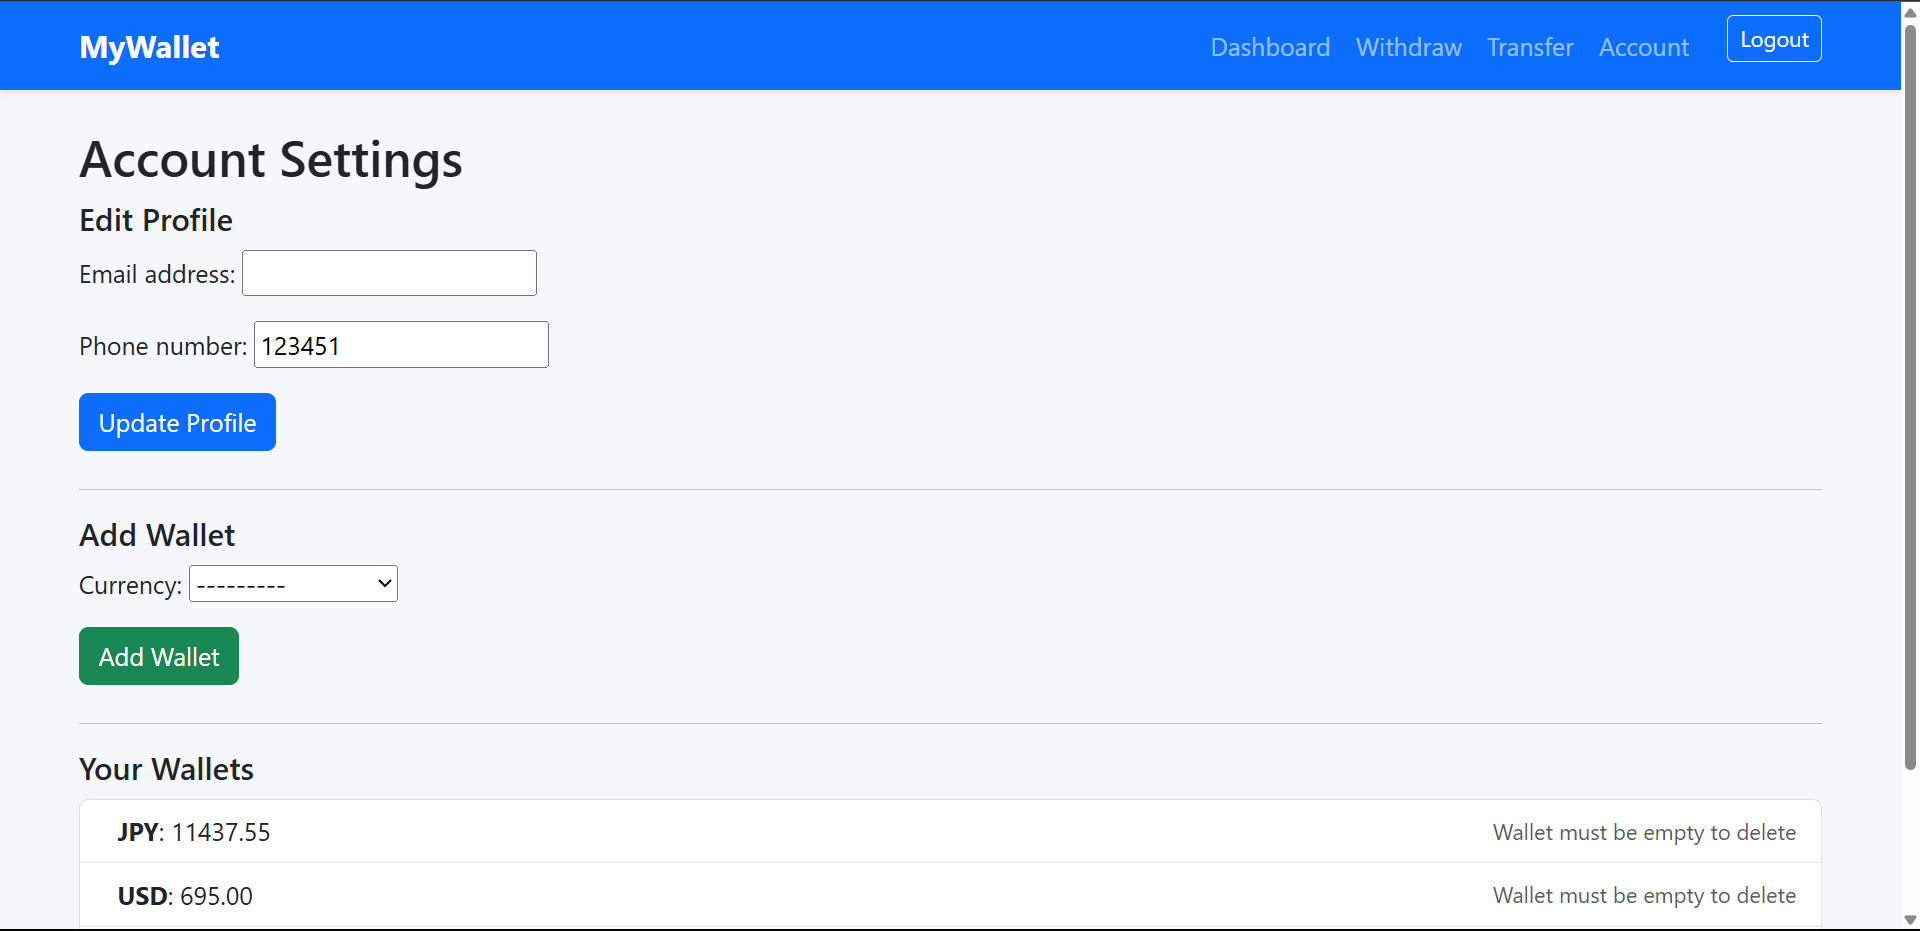 MyWallet Dashboard Withdraw Transfer Account Logout
Account Settings
Edit Profile
Email address:
Phone number: 123451
Update Profile
Add Wallet
Currency: ---------
Add Wallet
Your Wallets
JPY: 11437.55 Wallet must be empty to delete
USD: 695.00 Wallet must be empty to delete